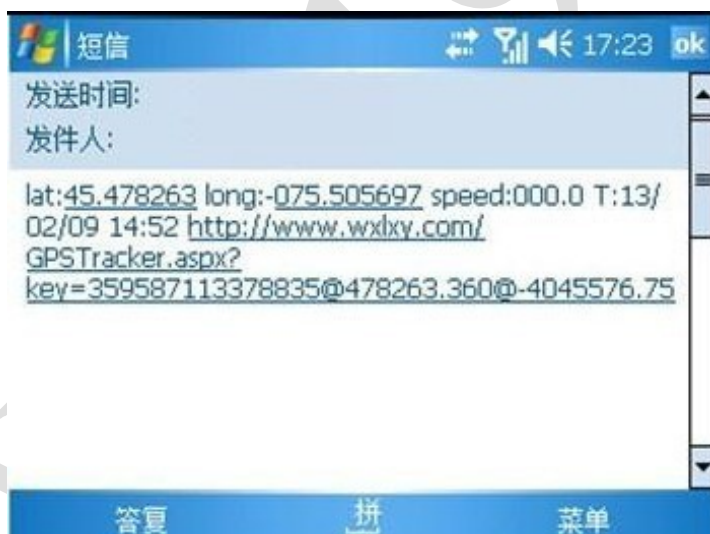 短信 17:23 ok
发送时间:
发件人:
lat:45.478263 long:-075.505697 speed:000.0 T:13/
02/09 14:52 http://www.wxlxy.com/
GPSTracker.aspx?
key=359587113378835@478263.360@-4045576.75
答复 拼 菜单